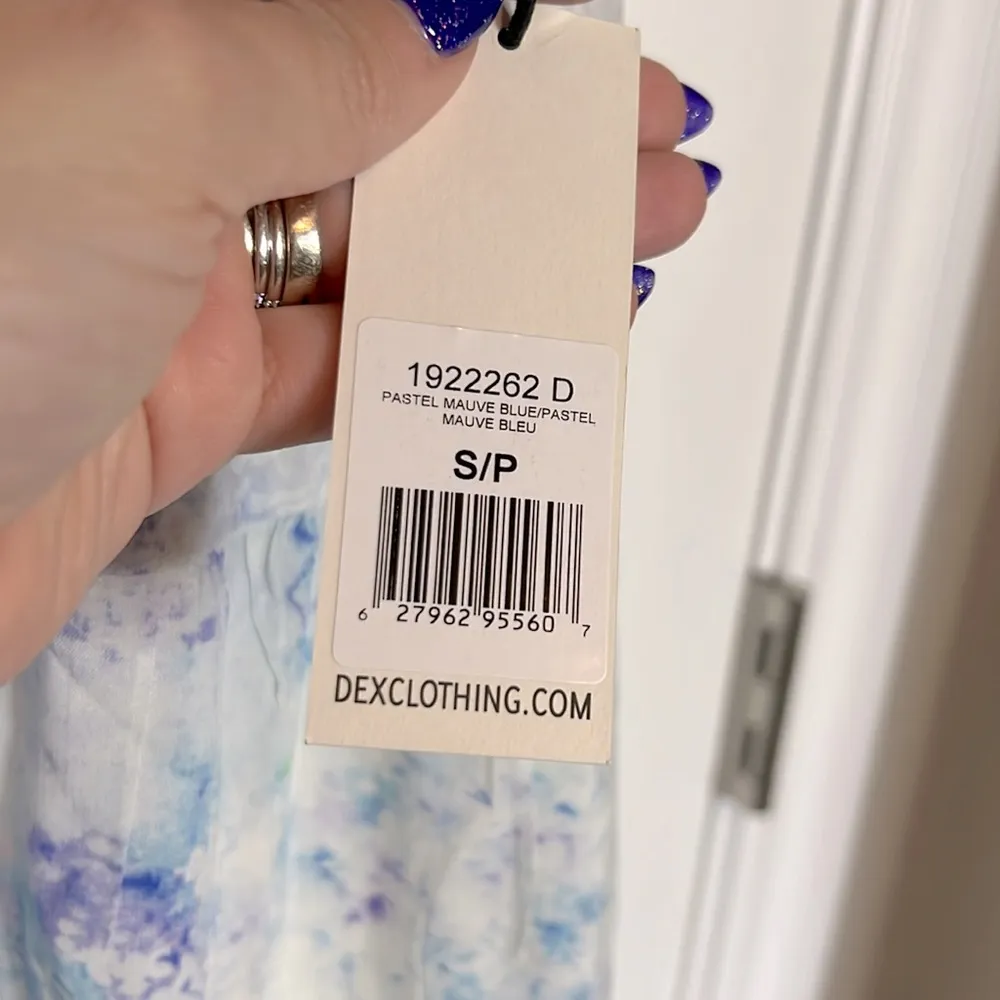 1922262 D
PASTEL MAUVE BLUE/PASTEL
MAUVE BLEU
S/P
6 27962 95560 7
DEXCLOTHING.COM